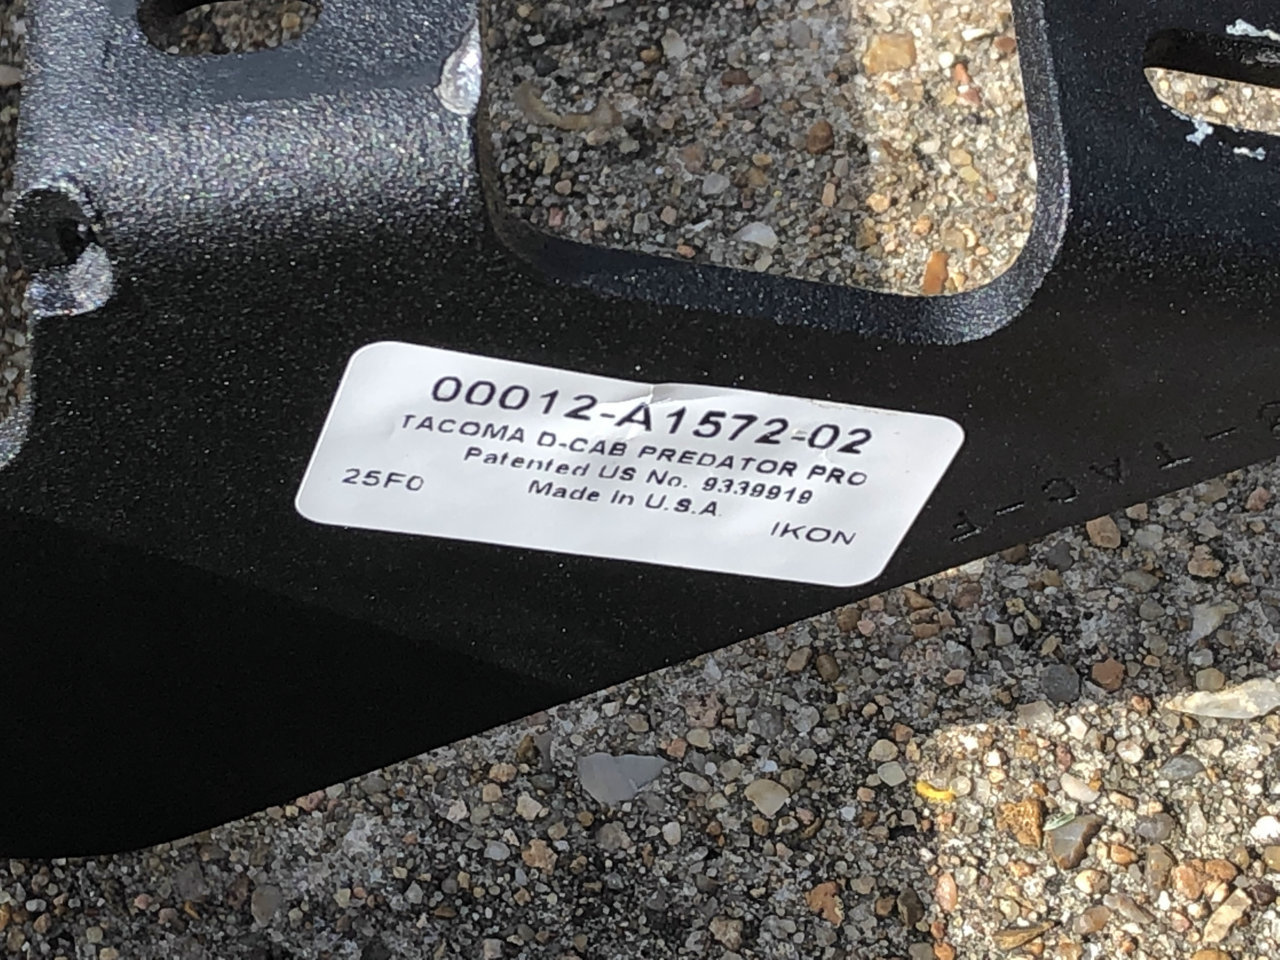 00012-A1572-02
TACOMA D-CAB PREDATOR PRO
Patented US No. 9339919
25F0 Made in U.S.A.
IKON